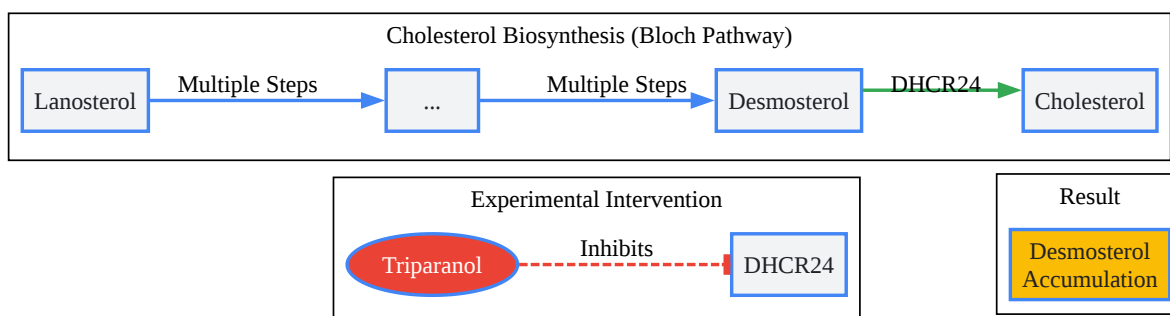 Cholesterol Biosynthesis (Bloch Pathway)
Lanosterol
Multiple Steps
...
Multiple Steps
Desmosterol
DHCR24
Cholesterol
Experimental Intervention
Triparanol
Inhibits
DHCR24
Result
Desmosterol
Accumulation